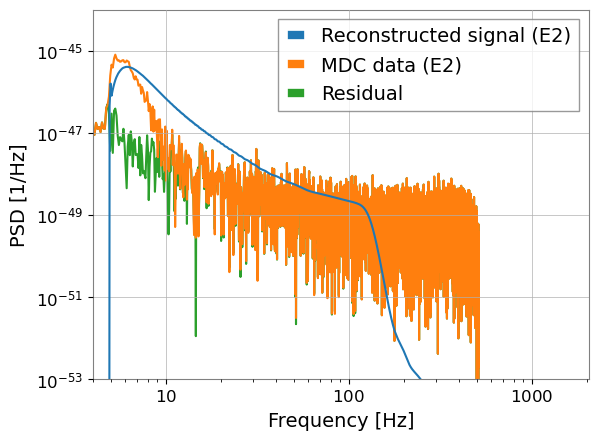 Reconstructed signal (E2)
MDC data (E2)
Residual
PSD [1/Hz]
10⁻⁴⁵
10⁻⁴⁷
10⁻⁴⁹
10⁻⁵¹
10⁻⁵³
10 100 1000
Frequency [Hz]